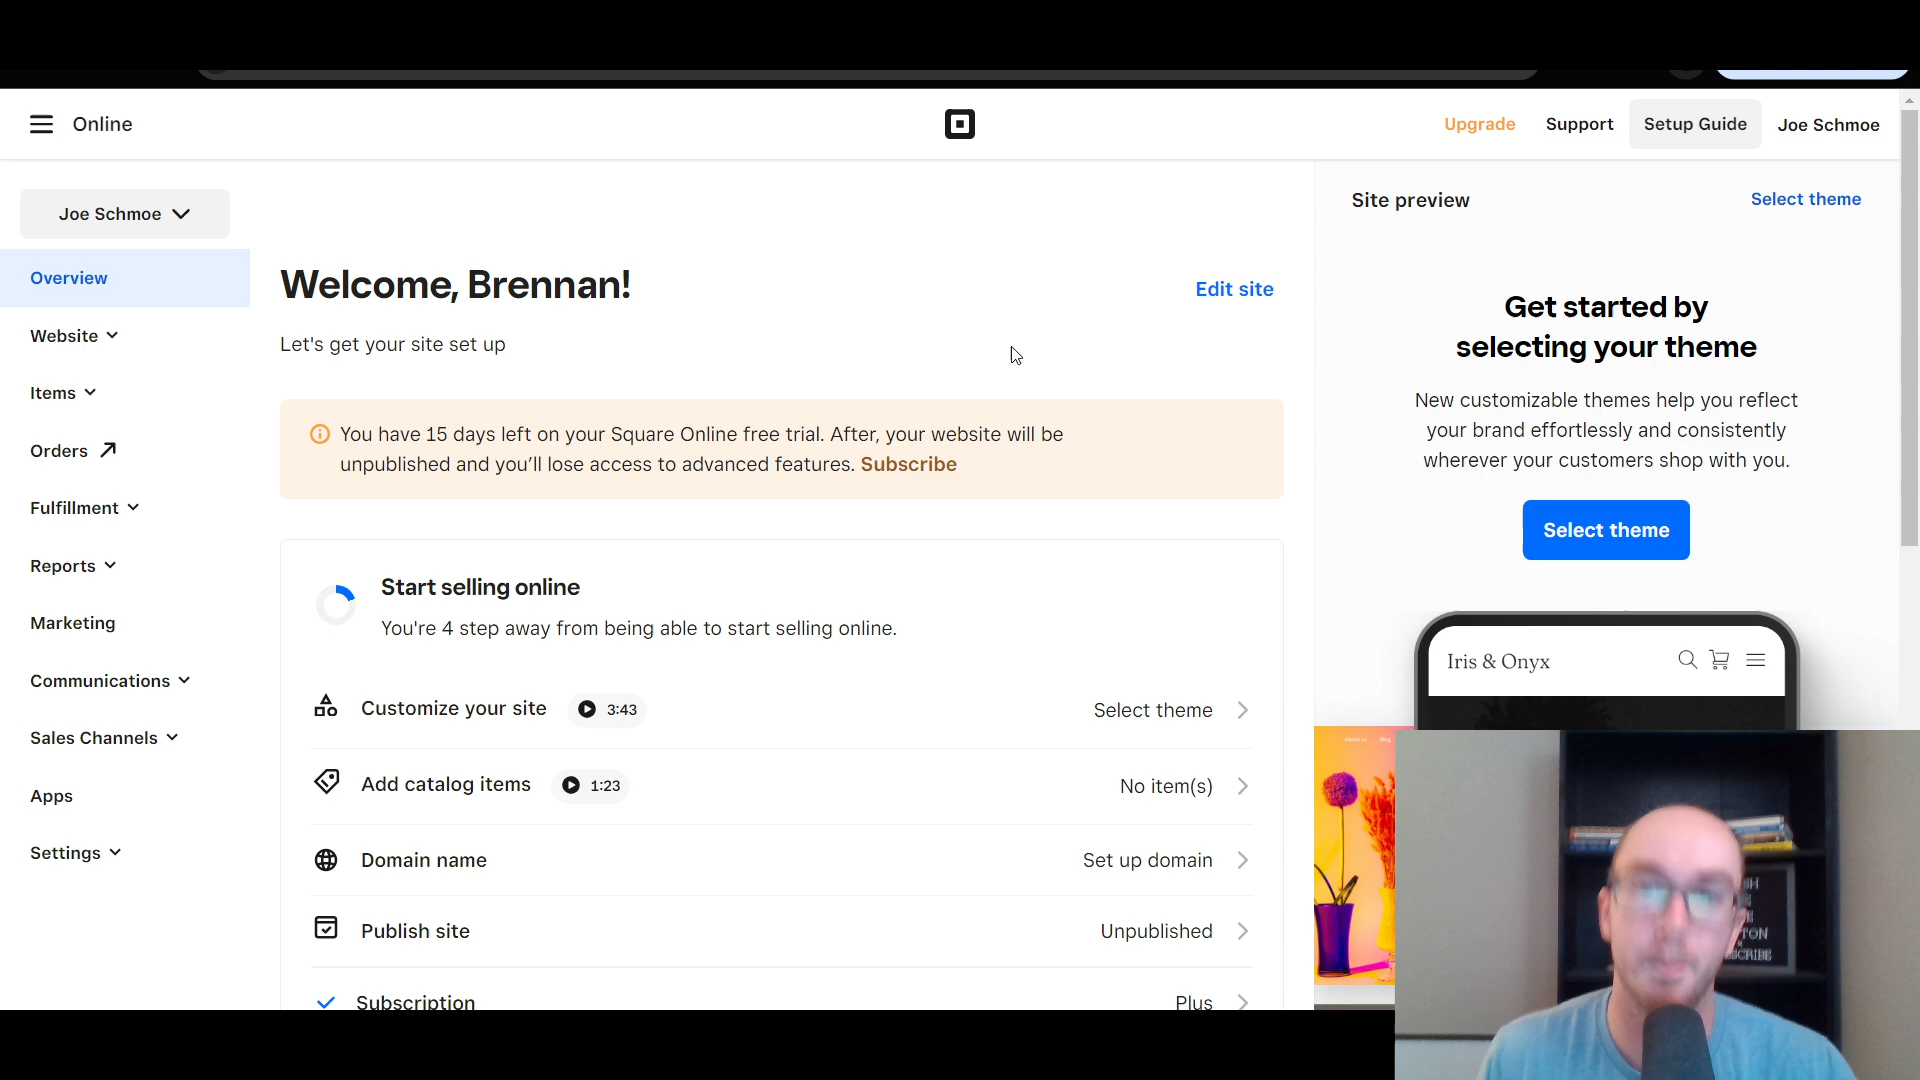 Online
Upgrade
Support
Setup Guide
Joe Schmoe
Joe Schmoe
Overview
Website
Items
Orders
Fulfillment
Reports
Marketing
Communications
Sales Channels
Apps
Settings
Welcome, Brennan!
Edit site
Let's get your site set up
You have 15 days left on your Square Online free trial. After, your website will be
unpublished and you’ll lose access to advanced features. Subscribe
Start selling online
You're 4 step away from being able to start selling online.
Customize your site
3:43
Select theme
Add catalog items
1:23
No item(s)
Domain name
Set up domain
Publish site
Unpublished
Subscription
Plus
Site preview
Select theme
Get started by
selecting your theme
New customizable themes help you reflect
your brand effortlessly and consistently
wherever your customers shop with you.
Select theme
Iris & Onyx
About us
Blog